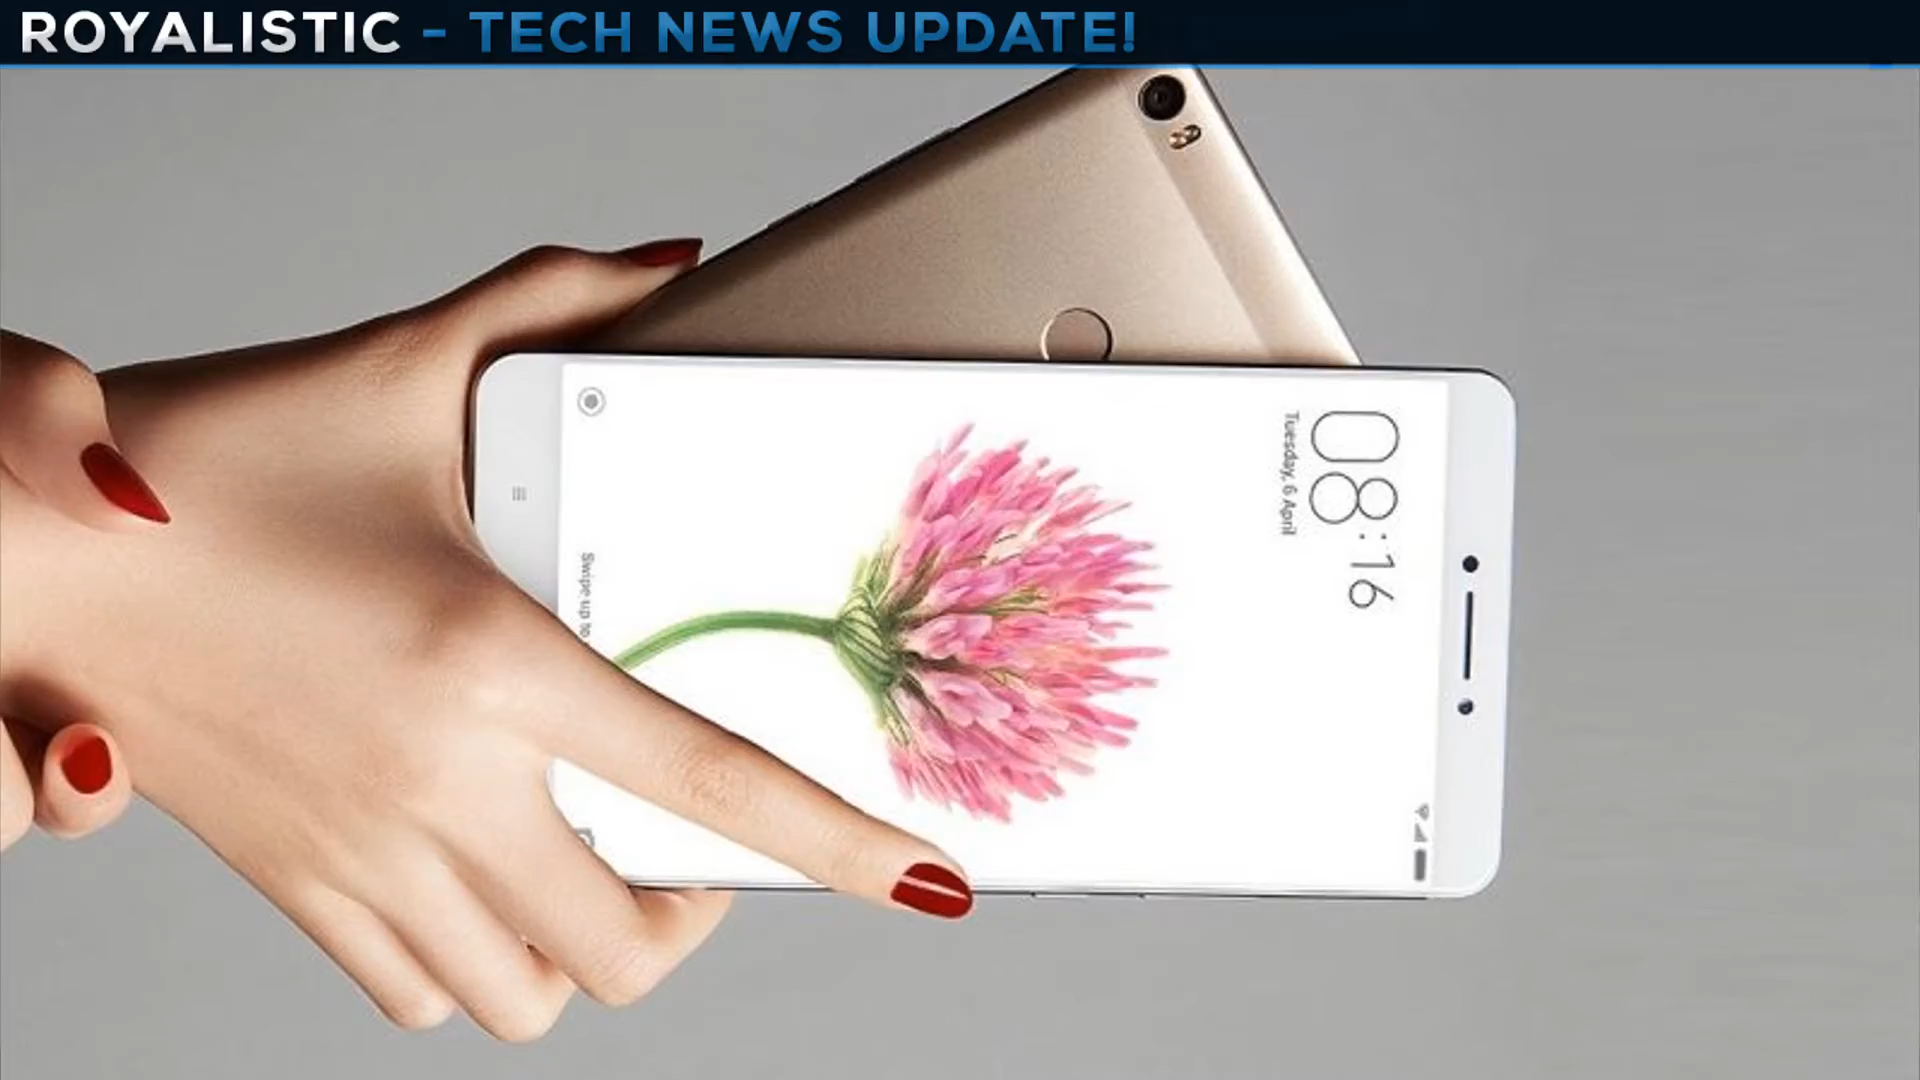 ROYALISTIC - TECH NEWS UPDATE!
08:16
Tuesday, 6 April
Swipe up to